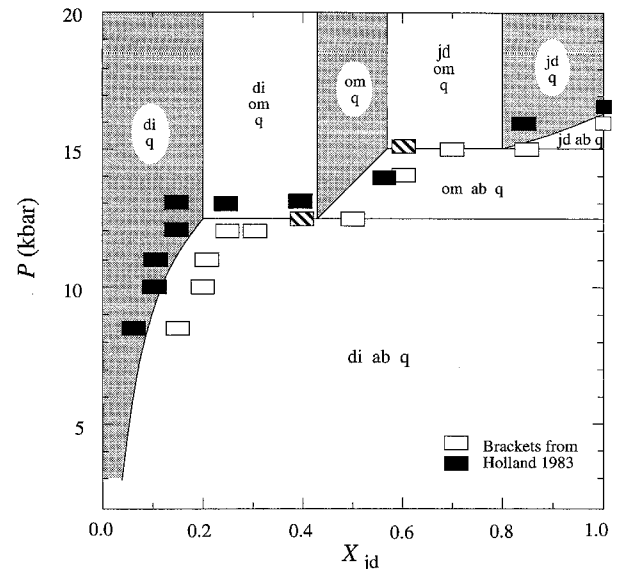 20
15
10
5
P (kbar)
di
q
di
om
q
om
q
jd
om
q
jd
q
jd ab q
om ab q
di ab q
Brackets from
Holland 1983
0.0
0.2
0.4
0.6
0.8
1.0
X jd